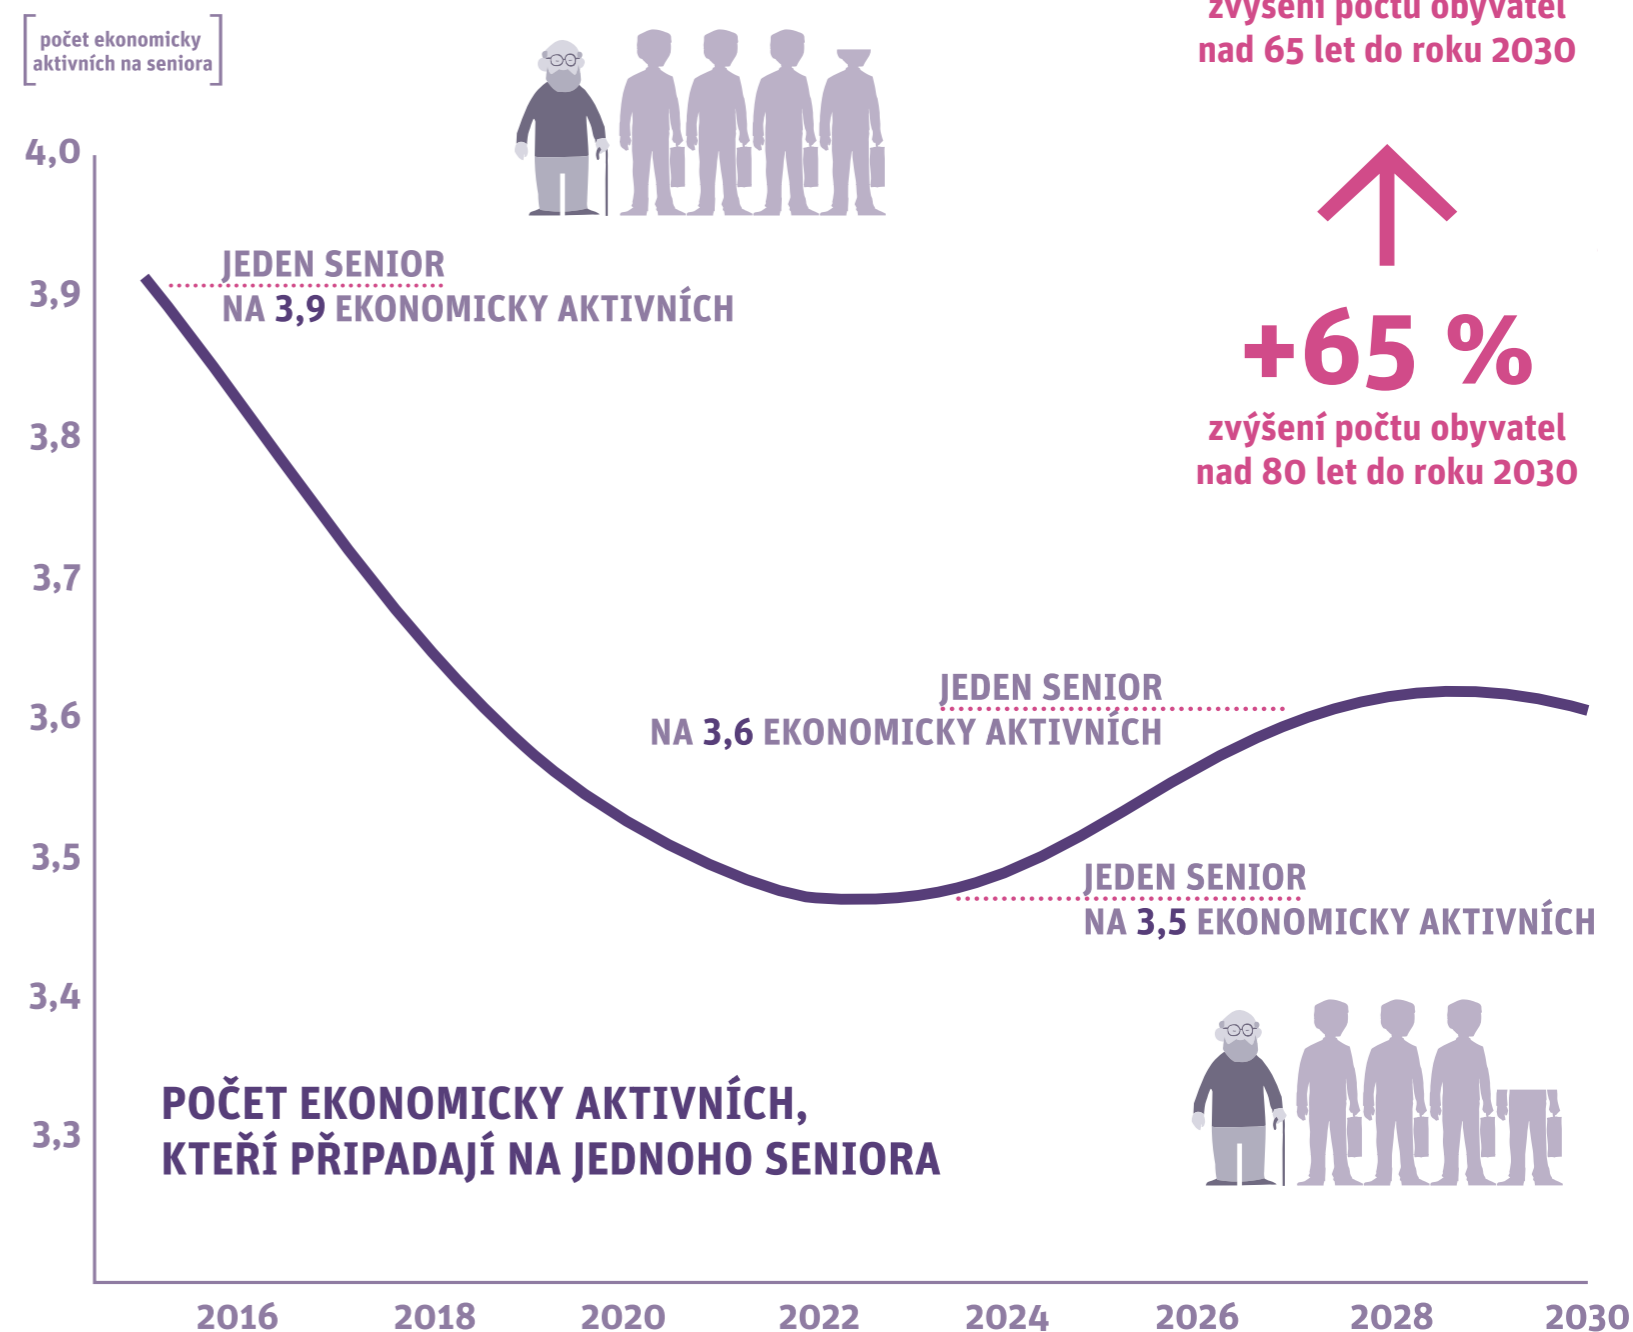 počet ekonomicky
aktivních na seniora
zvýšení počtu obyvatel
nad 65 let do roku 2030
4,0
JEDEN SENIOR
NA 3,9 EKONOMICKY AKTIVNÍCH
3,9
+65 %
3,8
zvýšení počtu obyvatel
nad 80 let do roku 2030
3,7
JEDEN SENIOR
NA 3,6 EKONOMICKY AKTIVNÍCH
3,6
3,5
JEDEN SENIOR
NA 3,5 EKONOMICKY AKTIVNÍCH
3,4
POČET EKONOMICKY AKTIVNÍCH,
KTEŘÍ PŘIPADAJÍ NA JEDNOHO SENIORA
3,3
2016 2018 2020 2022 2024 2026 2028 2030